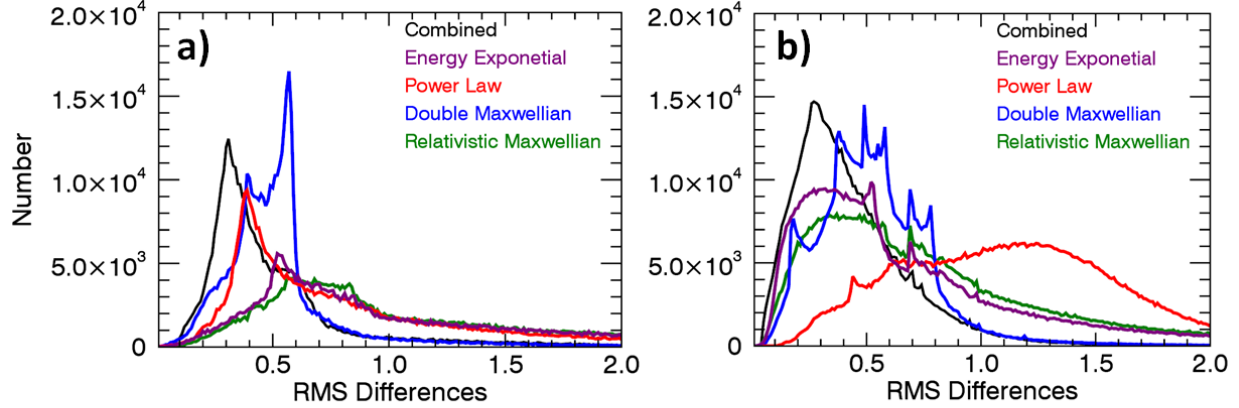 a)
Combined
Energy Exponetial
Power Law
Double Maxwellian
Relativistic Maxwellian
2.0×10⁴
1.5×10⁴
1.0×10⁴
5.0×10³
0
Number
0.5 1.0 1.5 2.0
RMS Differences
b)
Combined
Energy Exponetial
Power Law
Double Maxwellian
Relativistic Maxwellian
2.0×10⁴
1.5×10⁴
1.0×10⁴
5.0×10³
0
0.5 1.0 1.5 2.0
RMS Differences